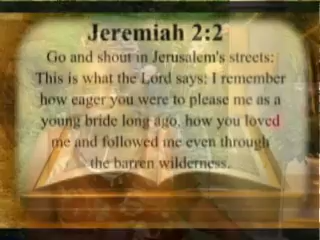 Jeremiah 2:2
Go and shout in Jerusalem's streets:
This is what the Lord says: I remember
how eager you were to please me as a
young bride long ago, how you loved
me and followed me even through
the barren wilderness.